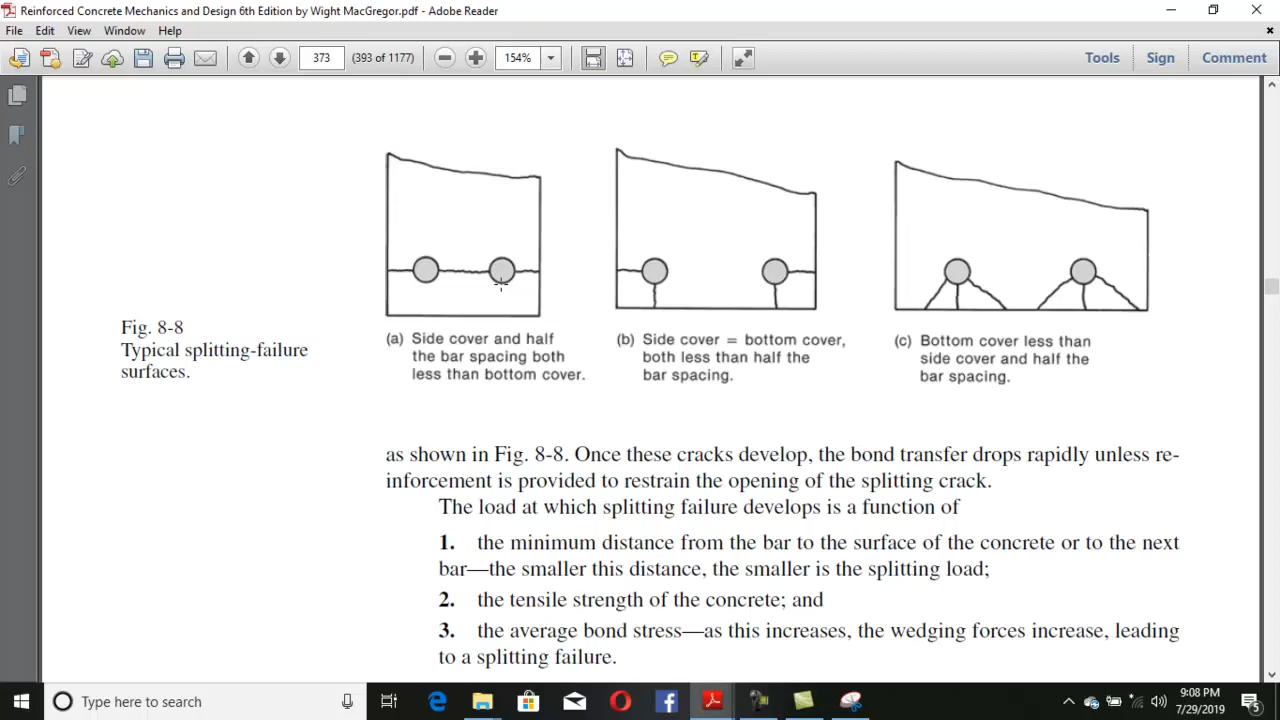 Reinforced Concrete Mechanics and Design 6th Edition by Wight MacGregor.pdf - Adobe Reader
File Edit View Window Help
373 (393 of 1177) 154% Tools Sign Comment
Fig. 8-8
Typical splitting-failure
surfaces.
(a) Side cover and half
the bar spacing both
less than bottom cover.
(b) Side cover = bottom cover,
both less than half the
bar spacing.
(c) Bottom cover less than
side cover and half the
bar spacing.
as shown in Fig. 8-8. Once these cracks develop, the bond transfer drops rapidly unless re-
inforcement is provided to restrain the opening of the splitting crack.
The load at which splitting failure develops is a function of
1. the minimum distance from the bar to the surface of the concrete or to the next
bar—the smaller this distance, the smaller is the splitting load;
2. the tensile strength of the concrete; and
3. the average bond stress—as this increases, the wedging forces increase, leading
to a splitting failure.
Type here to search
9:08 PM
7/29/2019
5